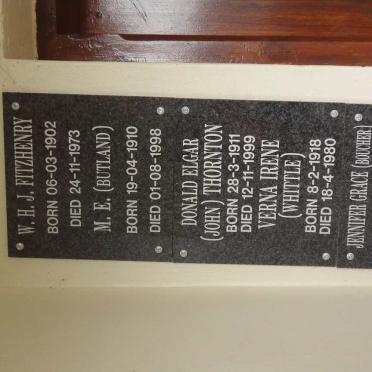 W. H. J. FITZHENRY
BORN 06-03-1902
DIED 24-11-1973
M. E. (BUTLAND)
BORN 19-04-1910
DIED 01-08-1998
DONALD ELGAR
(JOHN) THORNTON
BORN 28-3-1911
DIED 12-11-1999
VERNA IRENE
(WHITTLE)
BORN 8-2-1918
DIED 18-4-1980
JENNIFER GRACE (BOUCHER)